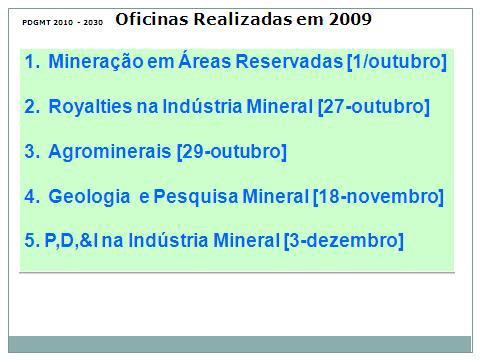 PDGMT 2010 - 2030 Oficinas Realizadas em 2009
1. Mineração em Áreas Reservadas [1/outubro]
2. Royalties na Indústria Mineral [27-outubro]
3. Agrominerais [29-outubro]
4. Geologia e Pesquisa Mineral [18-novembro]
5. P,D,&I na Indústria Mineral [3-dezembro]